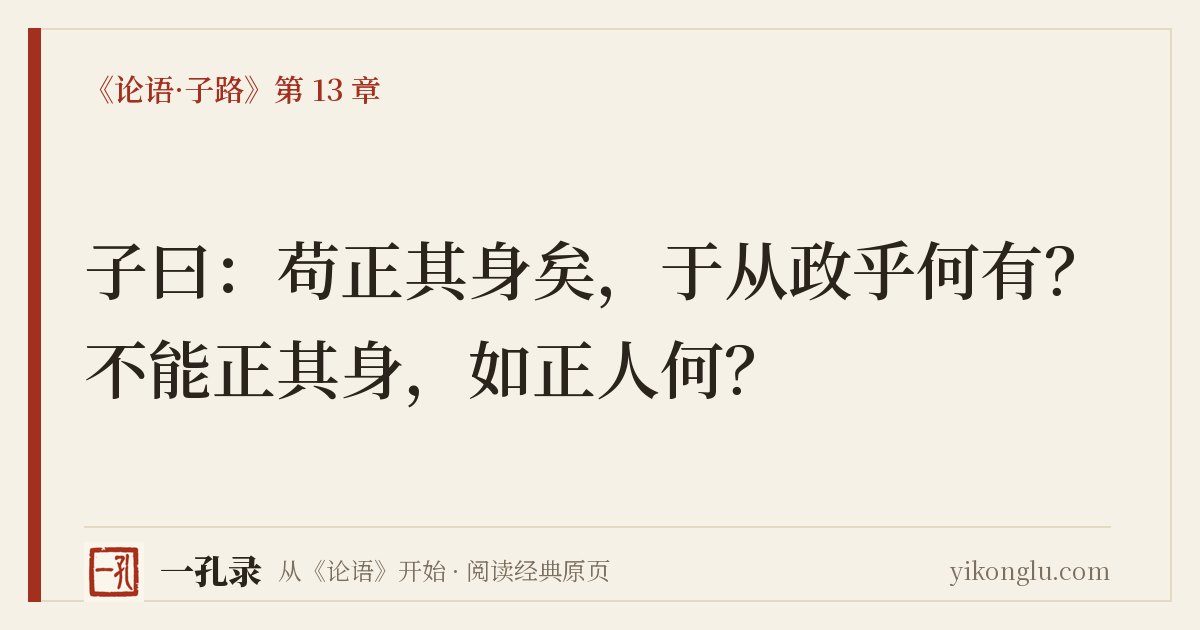 《论语·子路》第 13 章
子曰：苟正其身矣，于从政乎何有？
不能正其身，如正人何？
一孔
一孔录 从《论语》开始 · 阅读经典原页 yikonglu.com